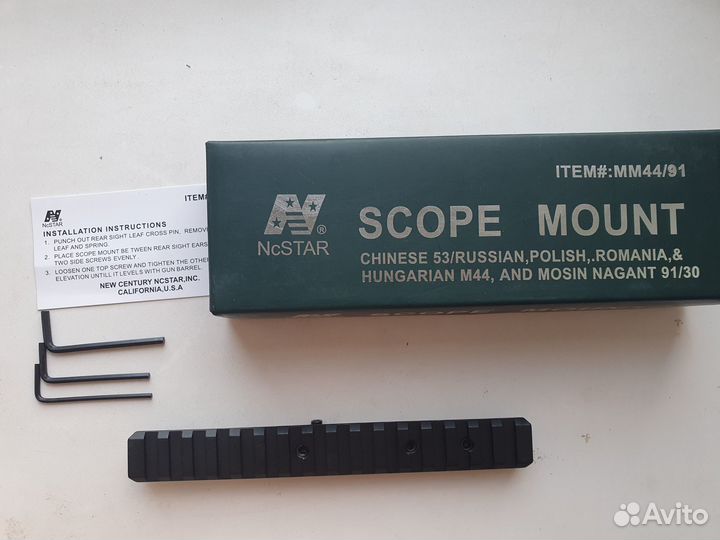 ITEM#
NcSTAR
INSTALLATION INSTRUCTIONS
1. PUNCH OUT REAR SIGHT LEAF CROSS PIN, REMOV
LEAF AND SPRING.
2. PLACE SCOPE MOUNT BE TWEEN REAR SIGHT EARS
TWO SIDE SCREWS EVENLY .
3. LOOSEN ONE TOP SCREW AND TIGHTEN THE OTHE
ELEVATION UNTILL IT LEVELS WITH GUN BARREL.
NEW CENTURY NCSTAR,INC.
CALIFORNIA,U.S.A
ITEM#:MM44/91
NcSTAR®
SCOPE MOUNT
CHINESE 53/RUSSIAN,POLISH,.ROMANIA,&
HUNGARIAN M44, AND MOSIN NAGANT 91/30
Avito